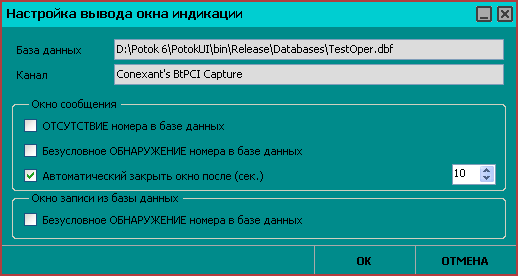 Настройка вывода окна индикации
База данных D:\Potok 6\PotokUI\bin\Release\Databases\TestOper.dbf
Канал Conexant's BtPCI Capture
Окно сообщения
ОТСУТСТВИЕ номера в базе данных
Безусловное ОБНАРУЖЕНИЕ номера в базе данных
Автоматический закрыть окно после (сек.) 10
Окно записи из базы данных
Безусловное ОБНАРУЖЕНИЕ номера в базе данных
ОК ОТМЕНА